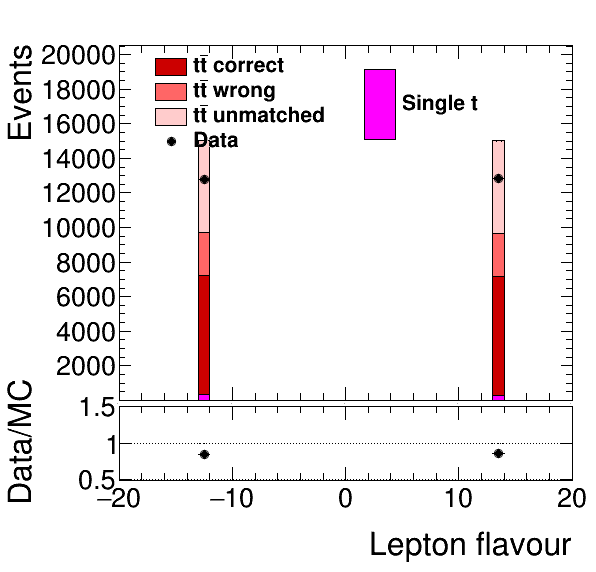 Events
20000
18000
16000
14000
12000
10000
8000
6000
4000
2000
tt̄ correct
tt̄ wrong
tt̄ unmatched
Data
Single t
Data/MC
1.5
1
0.5
−20 −10 0 10 20
Lepton flavour